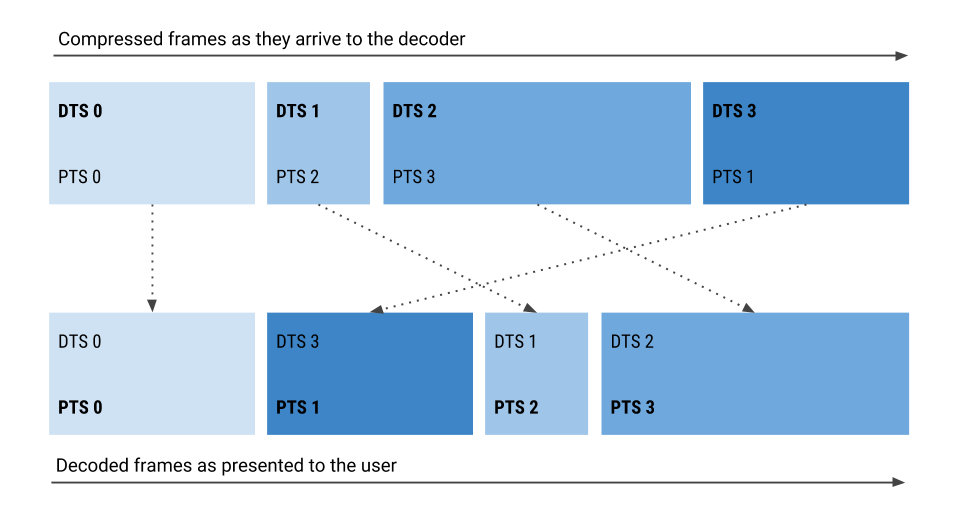 Compressed frames as they arrive to the decoder
DTS 0
DTS 1
DTS 2
DTS 3
PTS 0
PTS 2
PTS 3
PTS 1
DTS 0
DTS 3
DTS 1
DTS 2
PTS 0
PTS 1
PTS 2
PTS 3
Decoded frames as presented to the user